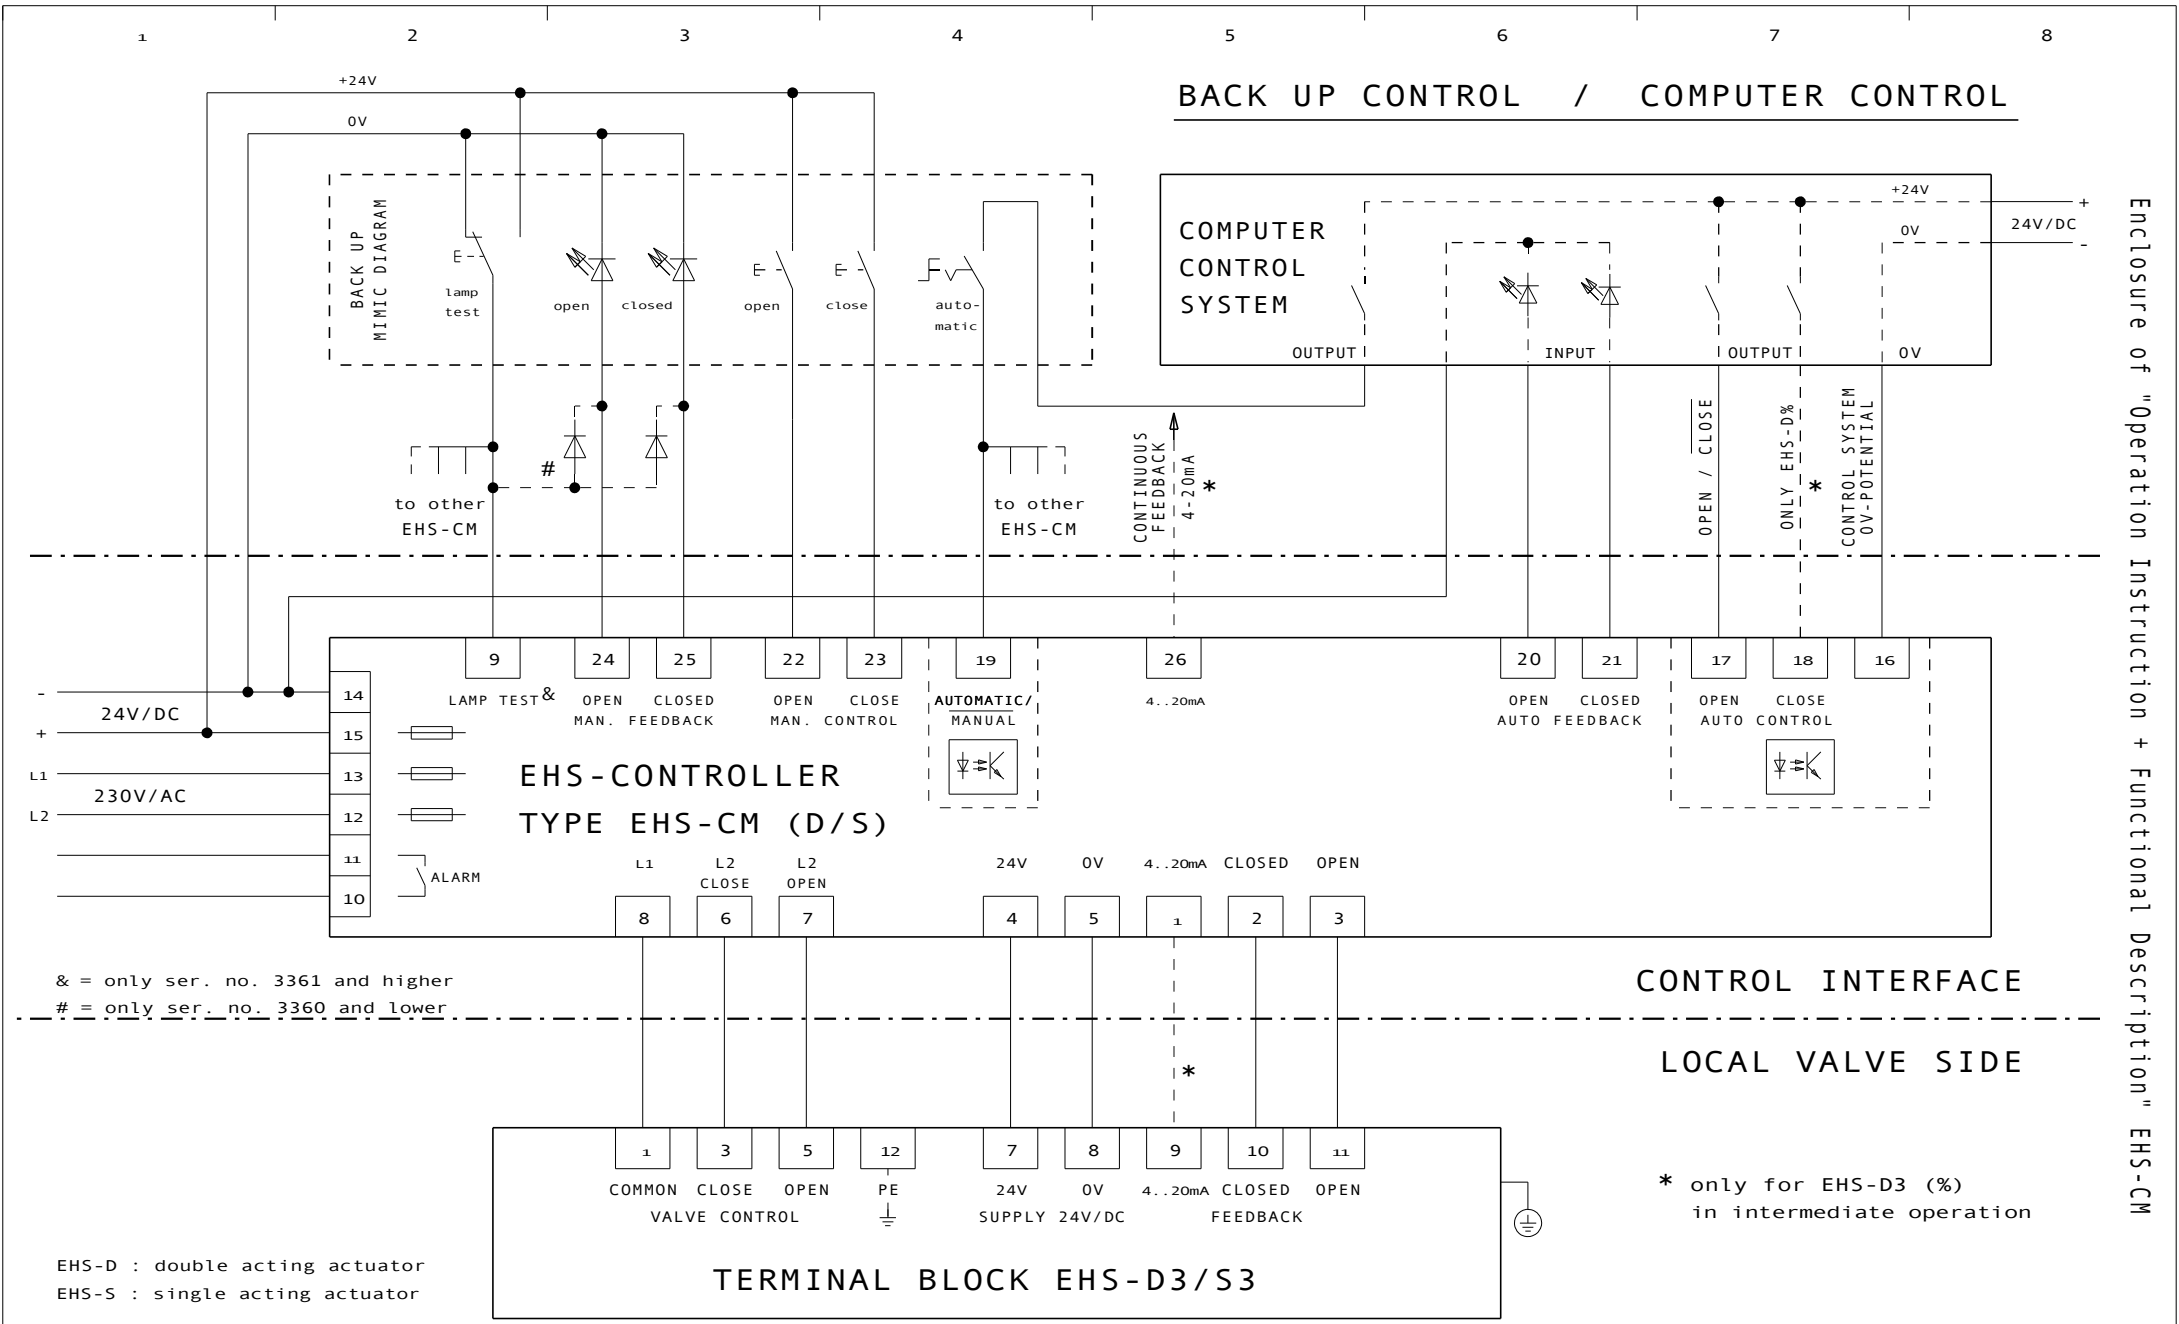 1 2 3 4 5 6 7 8
+24V
0V
BACK UP CONTROL / COMPUTER CONTROL
BACK UP
MIMIC DIAGRAM
lamp
test
open
closed
open
close
auto-
matic
COMPUTER
CONTROL
SYSTEM
+24V
0V
+
24V/DC
-
OUTPUT
INPUT
OUTPUT
0V
#
to other
EHS-CM
to other
EHS-CM
CONTINUOUS
FEEDBACK
4-20mA
*
OPEN / CLOSE
ONLY EHS-D%
*
CONTROL SYSTEM
0V-POTENTIAL
9 24 25 22 23 19 26 20 21 17 18 16
LAMP TEST &
OPEN CLOSED
MAN. FEEDBACK
OPEN CLOSE
MAN. CONTROL
AUTOMATIC/
MANUAL
4..20mA
OPEN CLOSED
AUTO FEEDBACK
OPEN CLOSE
AUTO CONTROL
- 14
24V/DC
+ 15
L1 13
230V/AC
L2 12
11
10
ALARM
EHS-CONTROLLER
TYPE EHS-CM (D/S)
L1
L2
CLOSE
L2
OPEN
24V
0V
4..20mA
CLOSED
OPEN
8 6 7 4 5 1 2 3
& = only ser. no. 3361 and higher
# = only ser. no. 3360 and lower
CONTROL INTERFACE
LOCAL VALVE SIDE
*
1 3 5 12 7 8 9 10 11
COMMON CLOSE OPEN PE 24V 0V 4..20mA CLOSED OPEN
VALVE CONTROL SUPPLY 24V/DC FEEDBACK
TERMINAL BLOCK EHS-D3/S3
* only for EHS-D3 (%)
in intermediate operation
EHS-D : double acting actuator
EHS-S : single acting actuator
Enclosure of "Operation Instruction + Functional Description" EHS-CM